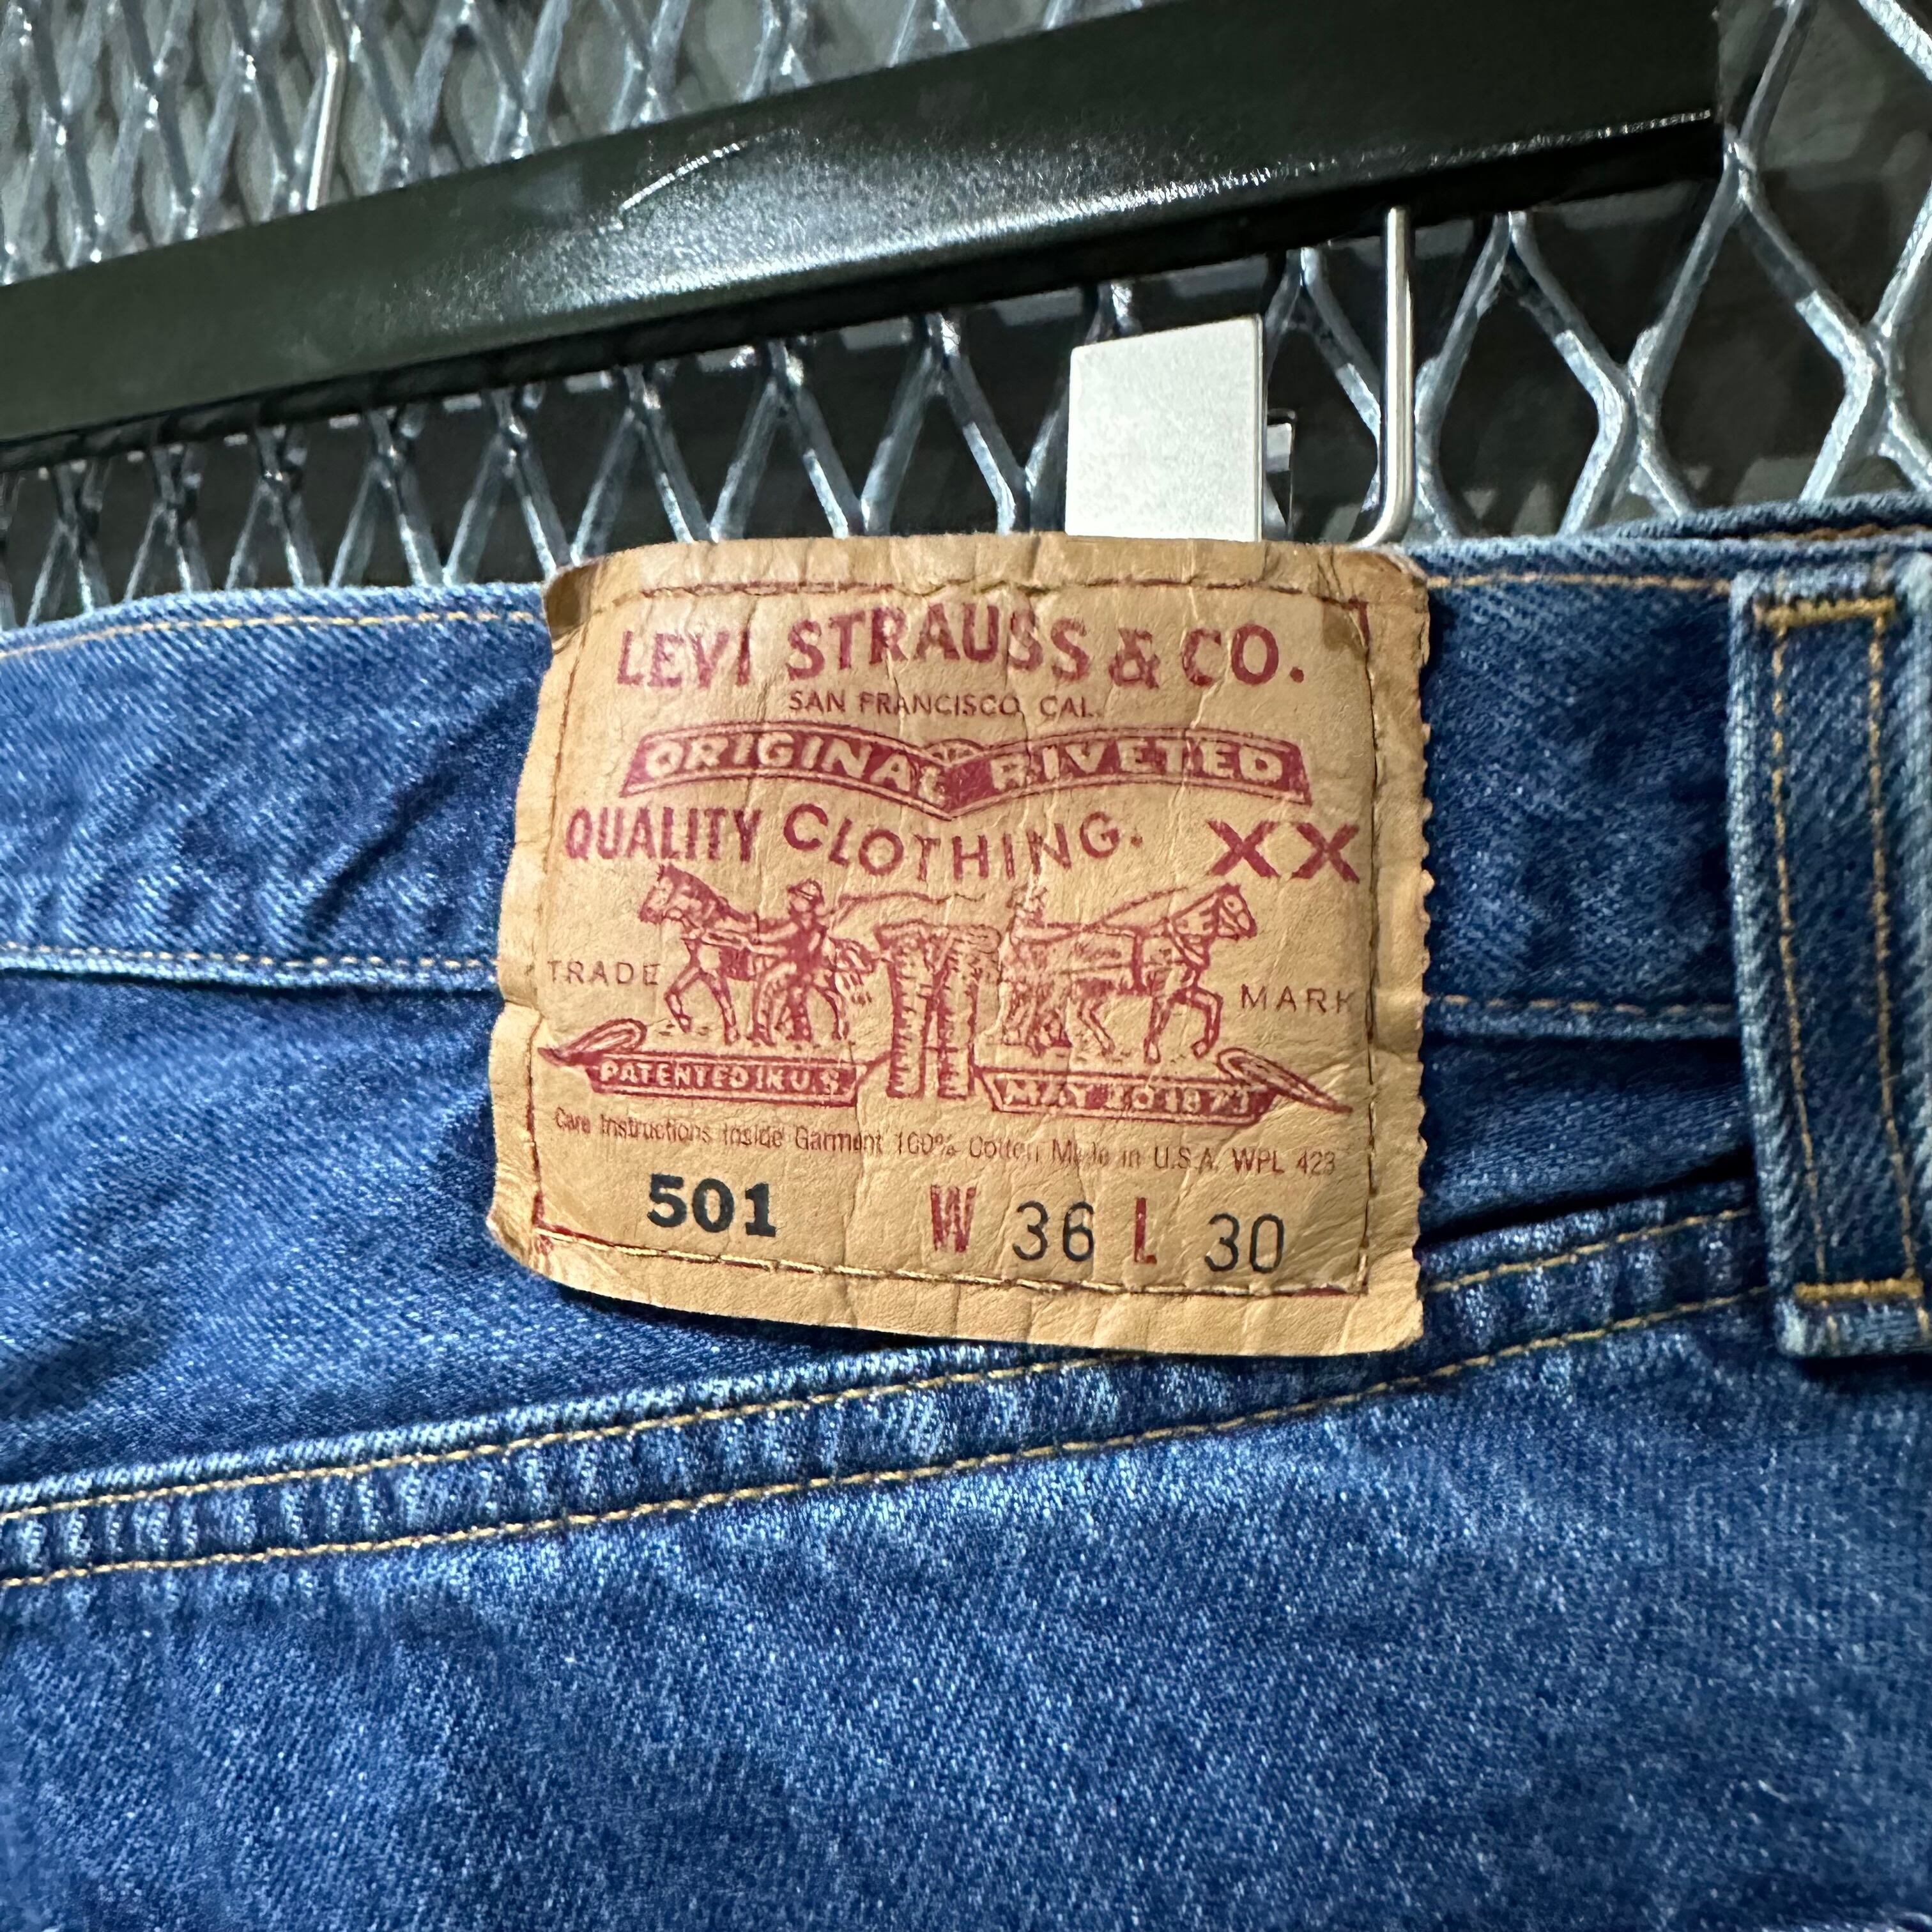 LEVI STRAUSS & CO.
SAN FRANCISCO, CAL.
ORIGINAL RIVETED
QUALITY CLOTHING. XX
TRADE MARK
PATENTED IN U.S. MAY 20 1873
Care Instructions Inside Garment 100% Cotton Made in U.S.A. WPL 423
501 W 36 L 30